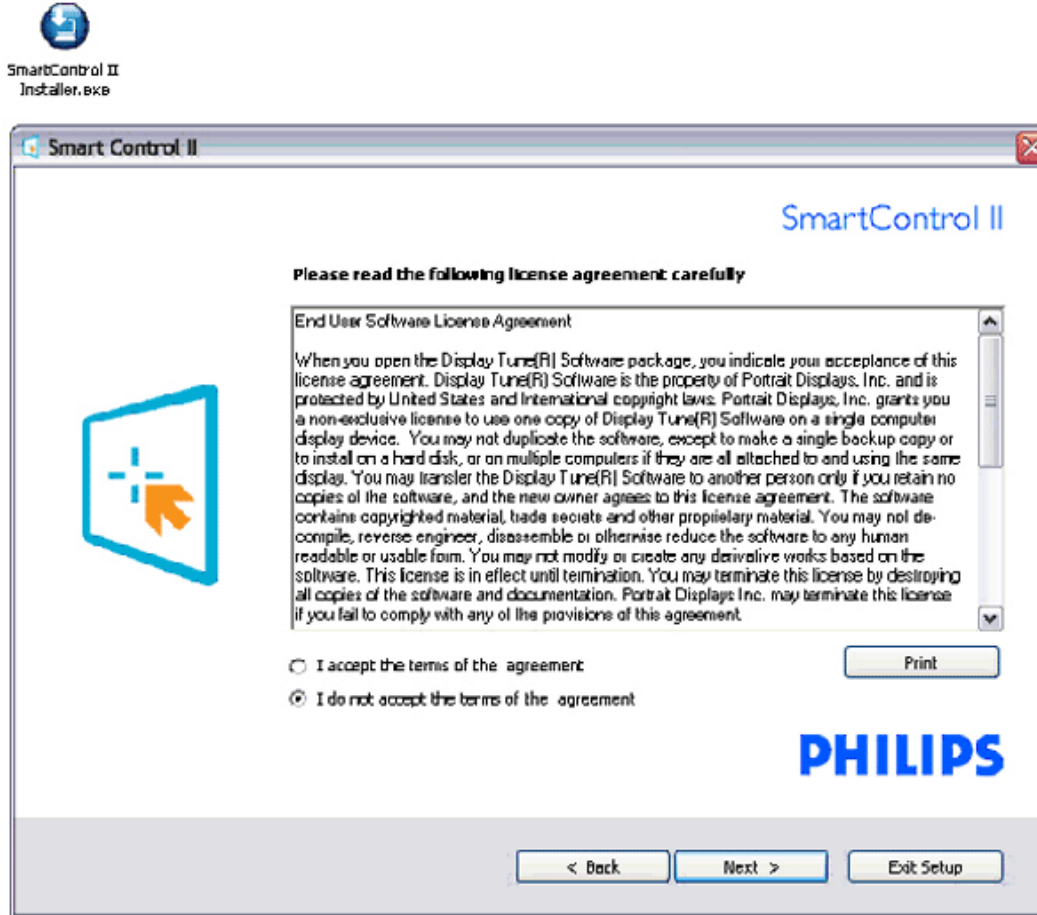 SmartControl II
Installer.exe
Smart Control II
SmartControl II
Please read the following license agreement carefully
End User Software License Agreement
When you open the Display Tune(R) Software package, you indicate your acceptance of this
license agreement. Display Tune(R) Software is the property of Portrait Displays, Inc. and is
protected by United States and International copyright laws. Portrait Displays, Inc. grants you
a non-exclusive license to use one copy of Display Tune(R) Software on a single computer
display device. You may not duplicate the software, except to make a single backup copy or
to install on a hard disk, or on multiple computers if they are all attached to and using the same
display. You may transfer the Display Tune(R) Software to another person only if you retain no
copies of the software, and the new owner agrees to this license agreement. The software
contains copyrighted material, trade secrets and other proprietary material. You may not de-
compile, reverse engineer, disassemble or otherwise reduce the software to any human
readable or usable form. You may not modify or create any derivative works based on the
software. This license is in effect until termination. You may terminate this license by destroying
all copies of the software and documentation. Portrait Displays Inc. may terminate this license
if you fail to comply with any of the provisions of this agreement.
I accept the terms of the agreement
Print
I do not accept the terms of the agreement
PHILIPS
< Back
Next >
Exit Setup